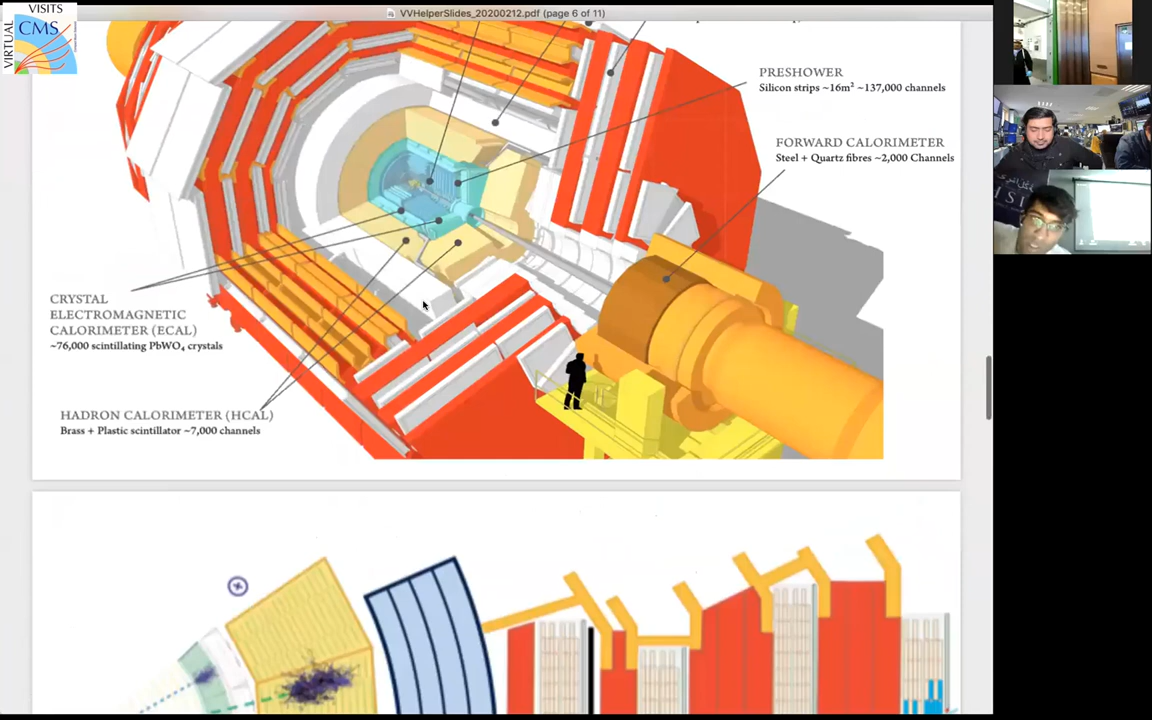 VISITS
VIRTUAL
CMS
VVHelperSlides_20200212.pdf (page 6 of 11)
PRESHOWER
Silicon strips ~16m² ~137,000 channels
FORWARD CALORIMETER
Steel + Quartz fibres ~2,000 Channels
CRYSTAL
ELECTROMAGNETIC
CALORIMETER (ECAL)
~76,000 scintillating PbWO₄ crystals
HADRON CALORIMETER (HCAL)
Brass + Plastic scintillator ~7,000 channels